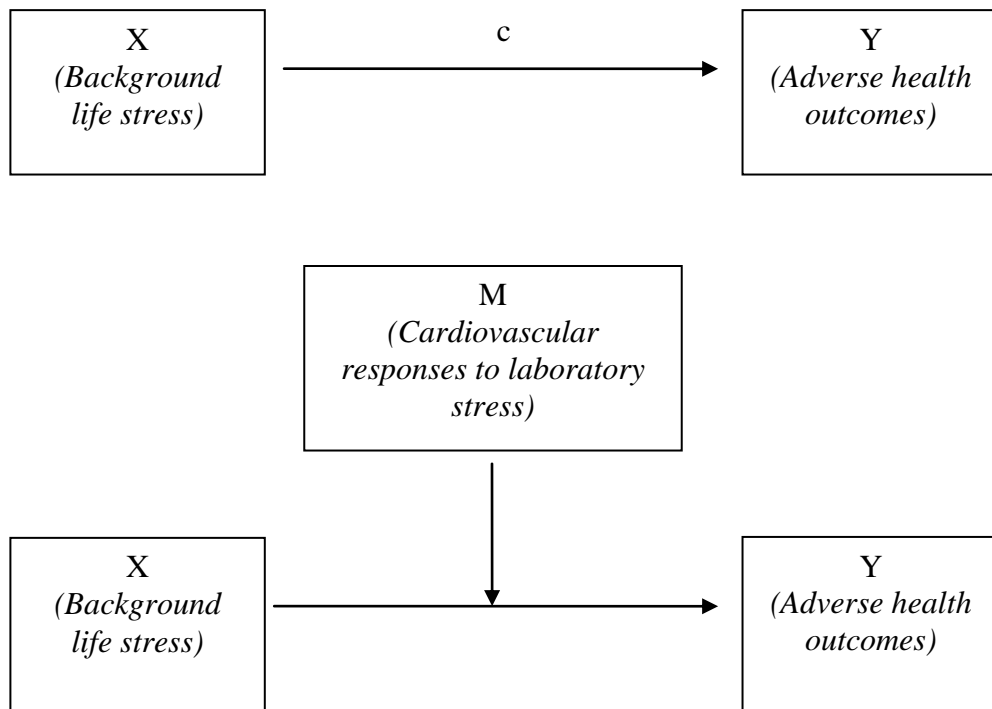 X
(Background
life stress)
c
Y
(Adverse health
outcomes)
M
(Cardiovascular
responses to laboratory
stress)
X
(Background
life stress)
Y
(Adverse health
outcomes)